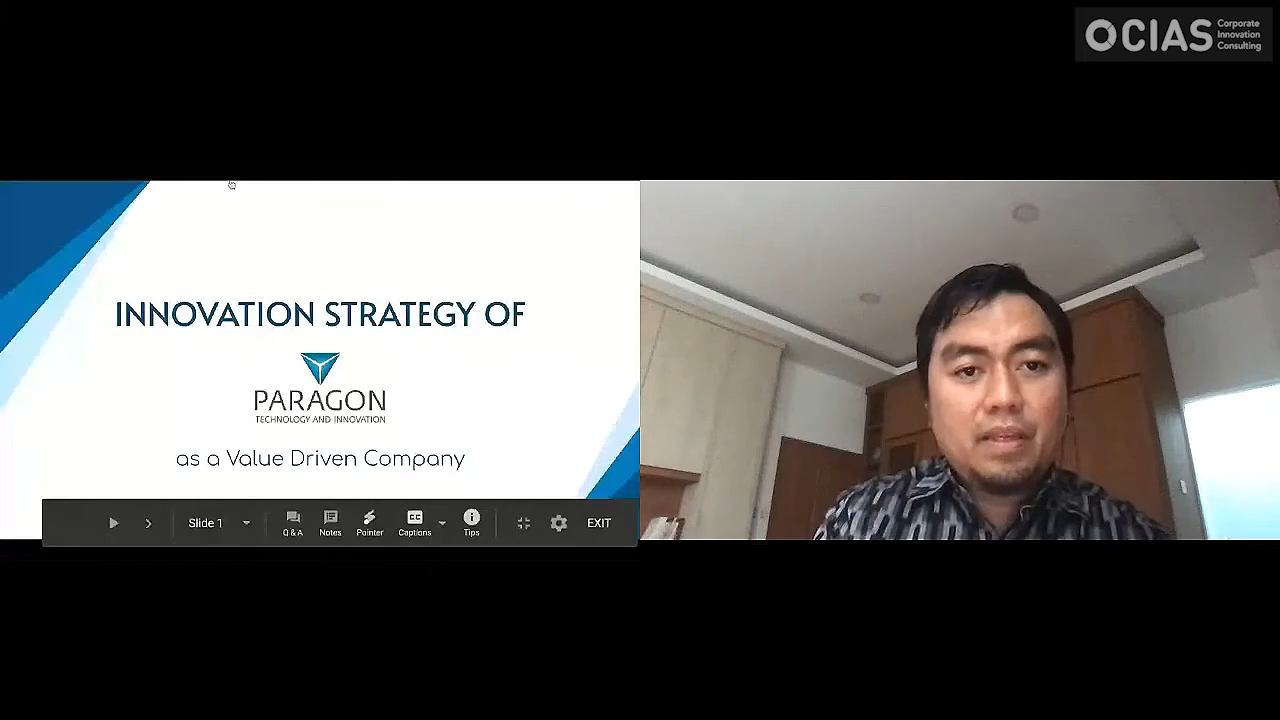 OCIAS Corporate
Innovation
Consulting
INNOVATION STRATEGY OF
PARAGON
TECHNOLOGY AND INNOVATION
as a Value Driven Company
Slide 1
Q & A
Notes
Pointer
CC
Captions
Tips
EXIT